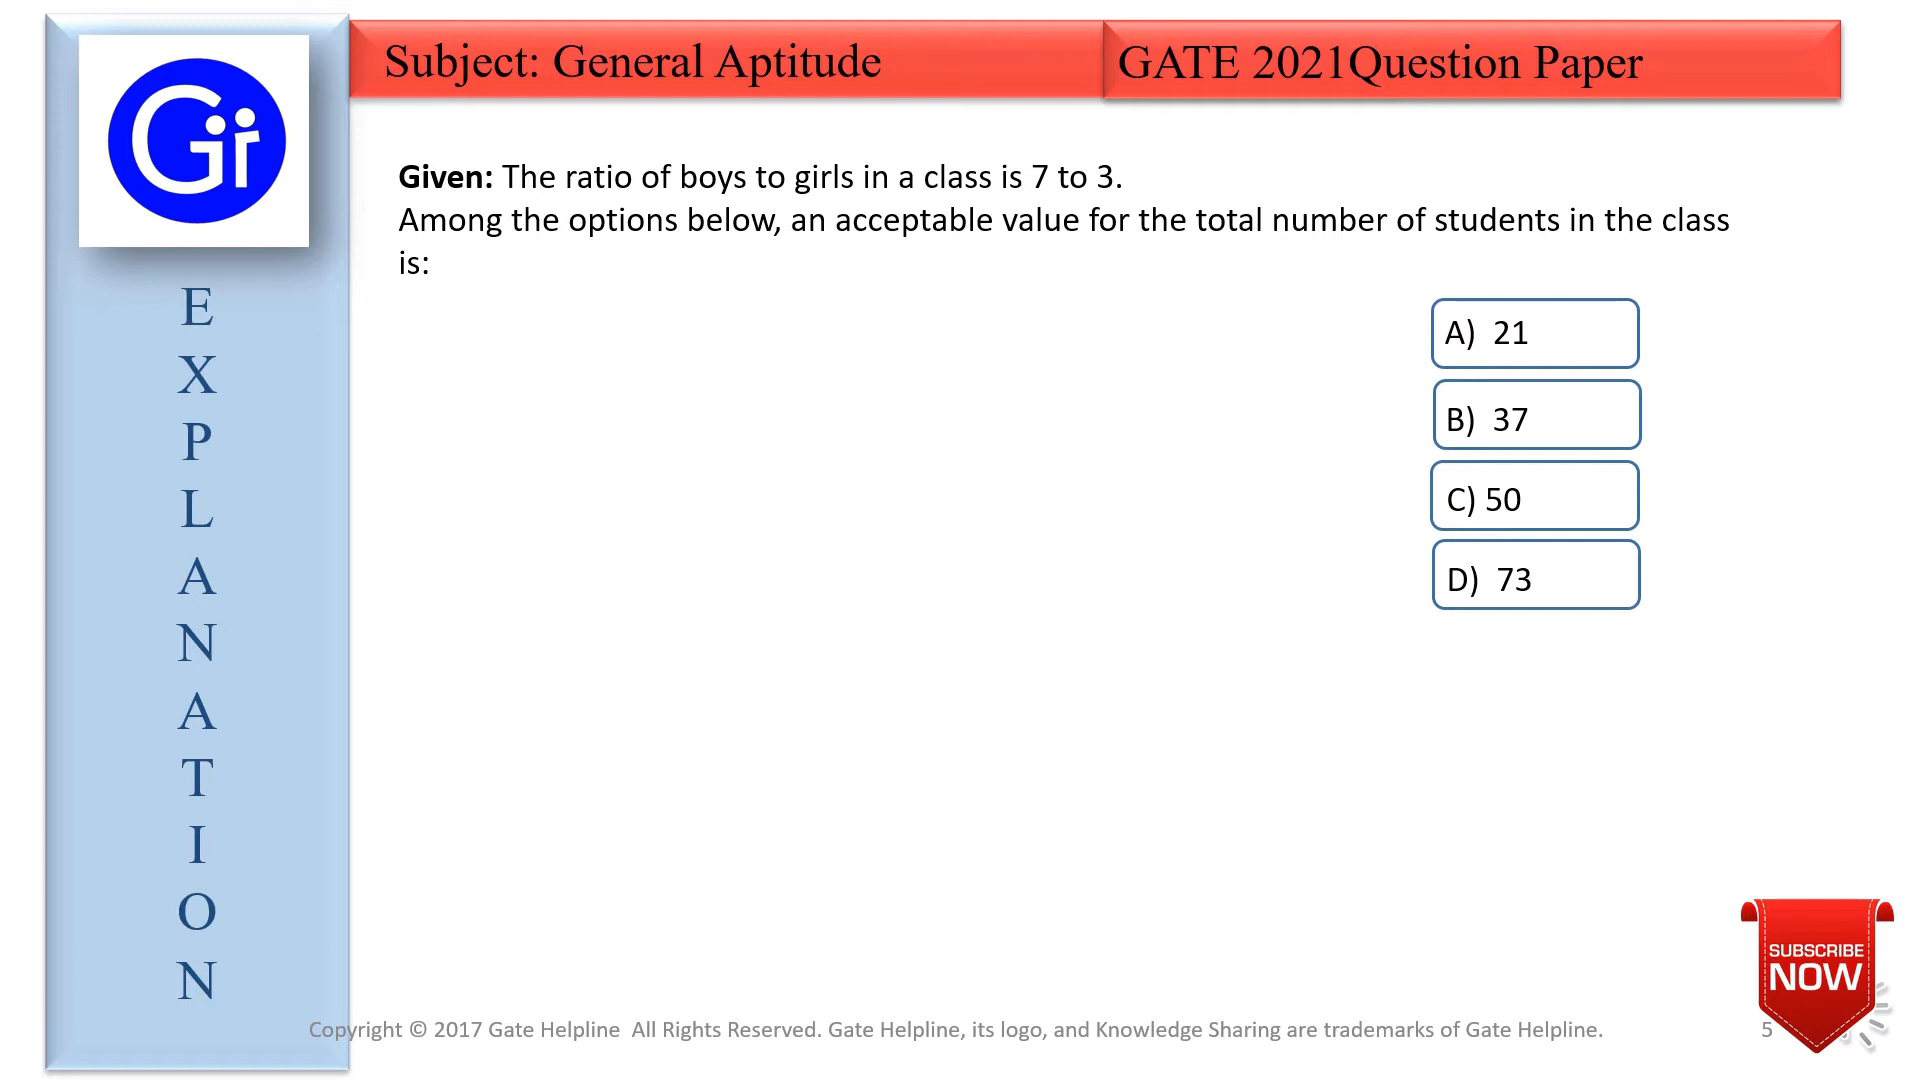 Gi
Subject: General Aptitude
GATE 2021Question Paper
E
X
P
L
A
N
A
T
I
O
N
Given: The ratio of boys to girls in a class is 7 to 3.
Among the options below, an acceptable value for the total number of students in the class
is:
A) 21
B) 37
C) 50
D) 73
SUBSCRIBE
NOW
Copyright © 2017 Gate Helpline All Rights Reserved. Gate Helpline, its logo, and Knowledge Sharing are trademarks of Gate Helpline.
5